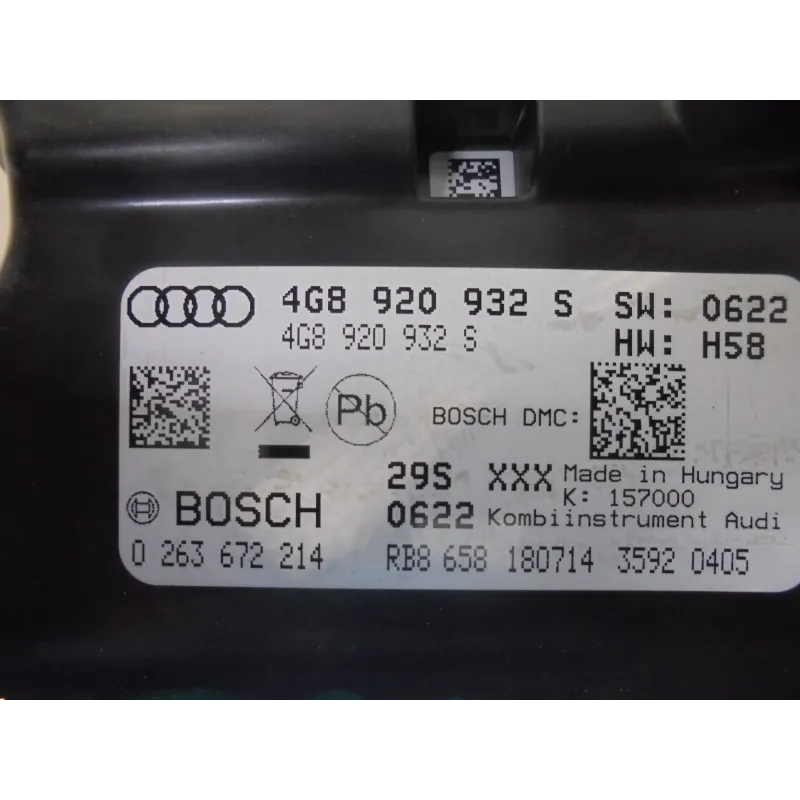 4G8 920 932 S SW: 0622
4G8 920 932 S HW: H58
Pb BOSCH DMC:
29S XXX Made in Hungary
K: 157000
BOSCH 0622 Kombiinstrument Audi
0 263 672 214 RB8 658 180714 3592 0405